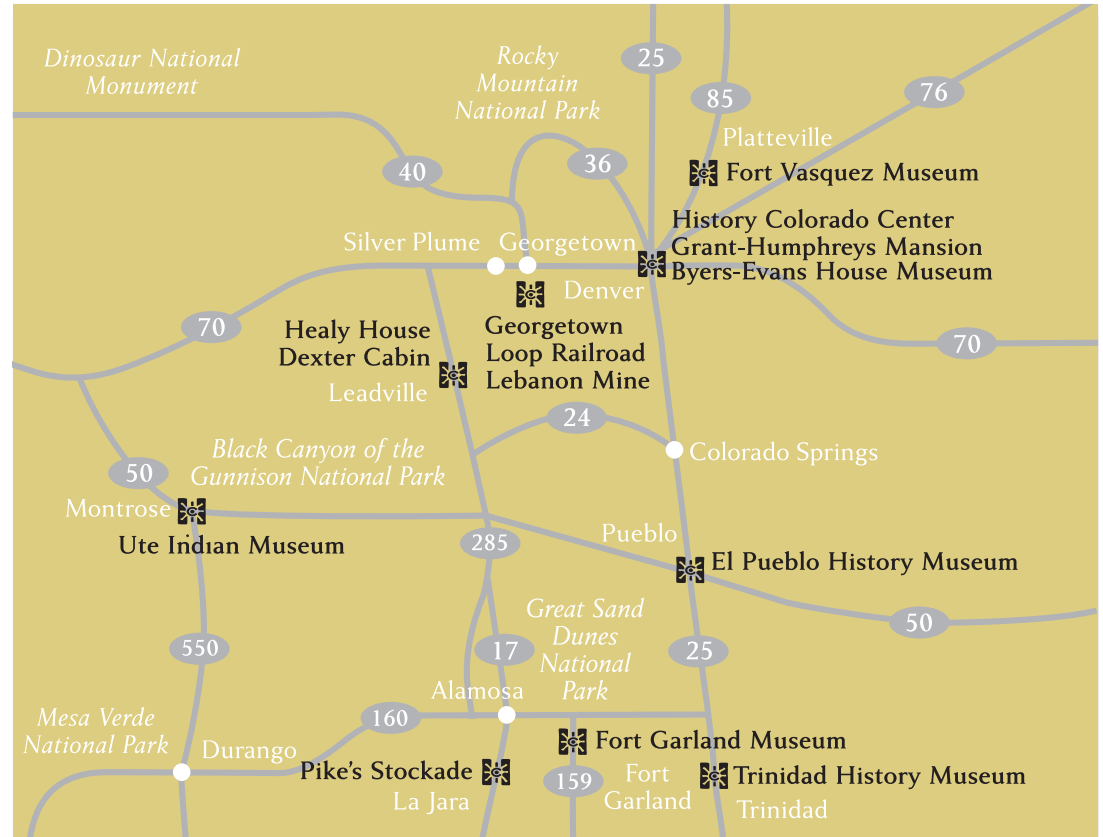 Dinosaur National
Monument
Rocky
Mountain
National Park
25
85
76
Platteville
Fort Vasquez Museum
40
36
History Colorado Center
Grant-Humphreys Mansion
Byers-Evans House Museum
Silver Plume
Georgetown
Denver
70
Healy House
Dexter Cabin
Leadville
Georgetown
Loop Railroad
Lebanon Mine
70
24
Colorado Springs
Black Canyon of the
Gunnison National Park
50
Montrose
Ute Indian Museum
285
Pueblo
El Pueblo History Museum
50
550
17
Great Sand
Dunes
National
Park
25
Alamosa
160
Mesa Verde
National Park
Durango
Pike's Stockade
La Jara
Fort Garland Museum
159
Fort
Garland
Trinidad History Museum
Trinidad